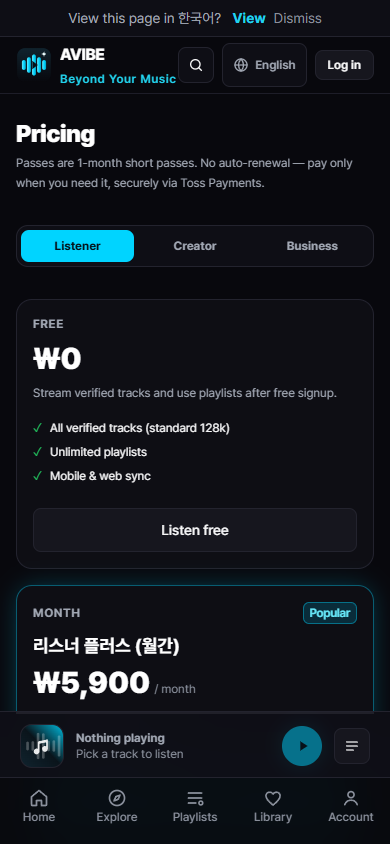 View this page in 한국어? View Dismiss
AVIBE
Beyond Your Music
English
Log in
Pricing
Passes are 1-month short passes. No auto-renewal — pay only
when you need it, securely via Toss Payments.
Listener Creator Business
FREE
₩0
Stream verified tracks and use playlists after free signup.
✓ All verified tracks (standard 128k)
✓ Unlimited playlists
✓ Mobile & web sync
Listen free
MONTH Popular
리스너 플러스 (월간)
₩5,900 / month
Nothing playing
Pick a track to listen
Home Explore Playlists Library Account